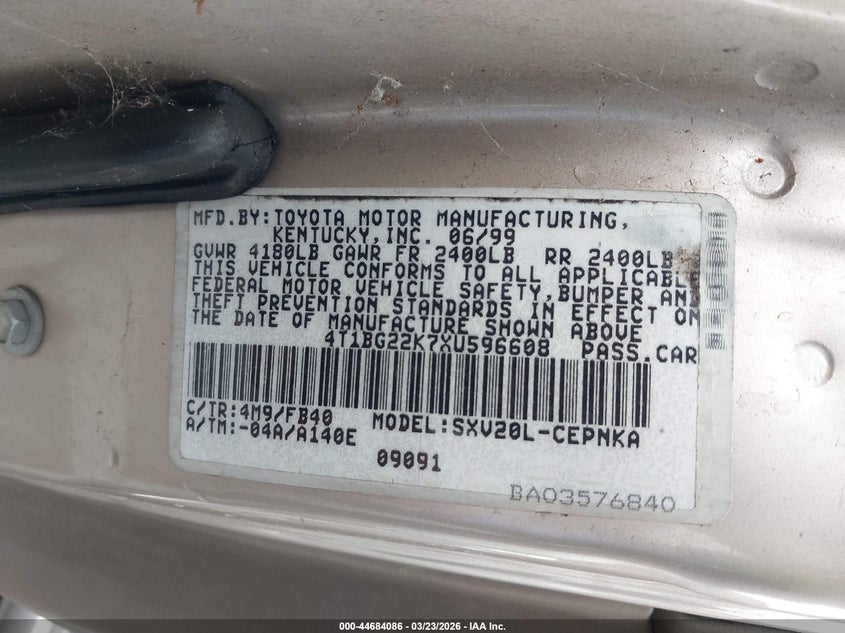 MFD.BY:TOYOTA MOTOR MANUFACTURING,
KENTUCKY,INC. 06/99
GVWR 4180LB GAWR FR 2400LB RR 2400LB
THIS VEHICLE CONFORMS TO ALL APPLICABLE
FEDERAL MOTOR VEHICLE SAFETY,BUMPER AND
THEFT PREVENTION STANDARDS IN EFFECT ON
THE DATE OF MANUFACTURE SHOWN ABOVE
4T1BG22K7XU596608 PASS.CAR
C/TR:4M9/FB40 MODEL:SXV20L-CEPNKA
A/TM:-04A/A140E
09091
BA03576840
000-44684086 | 03/23/2026 | IAA Inc.